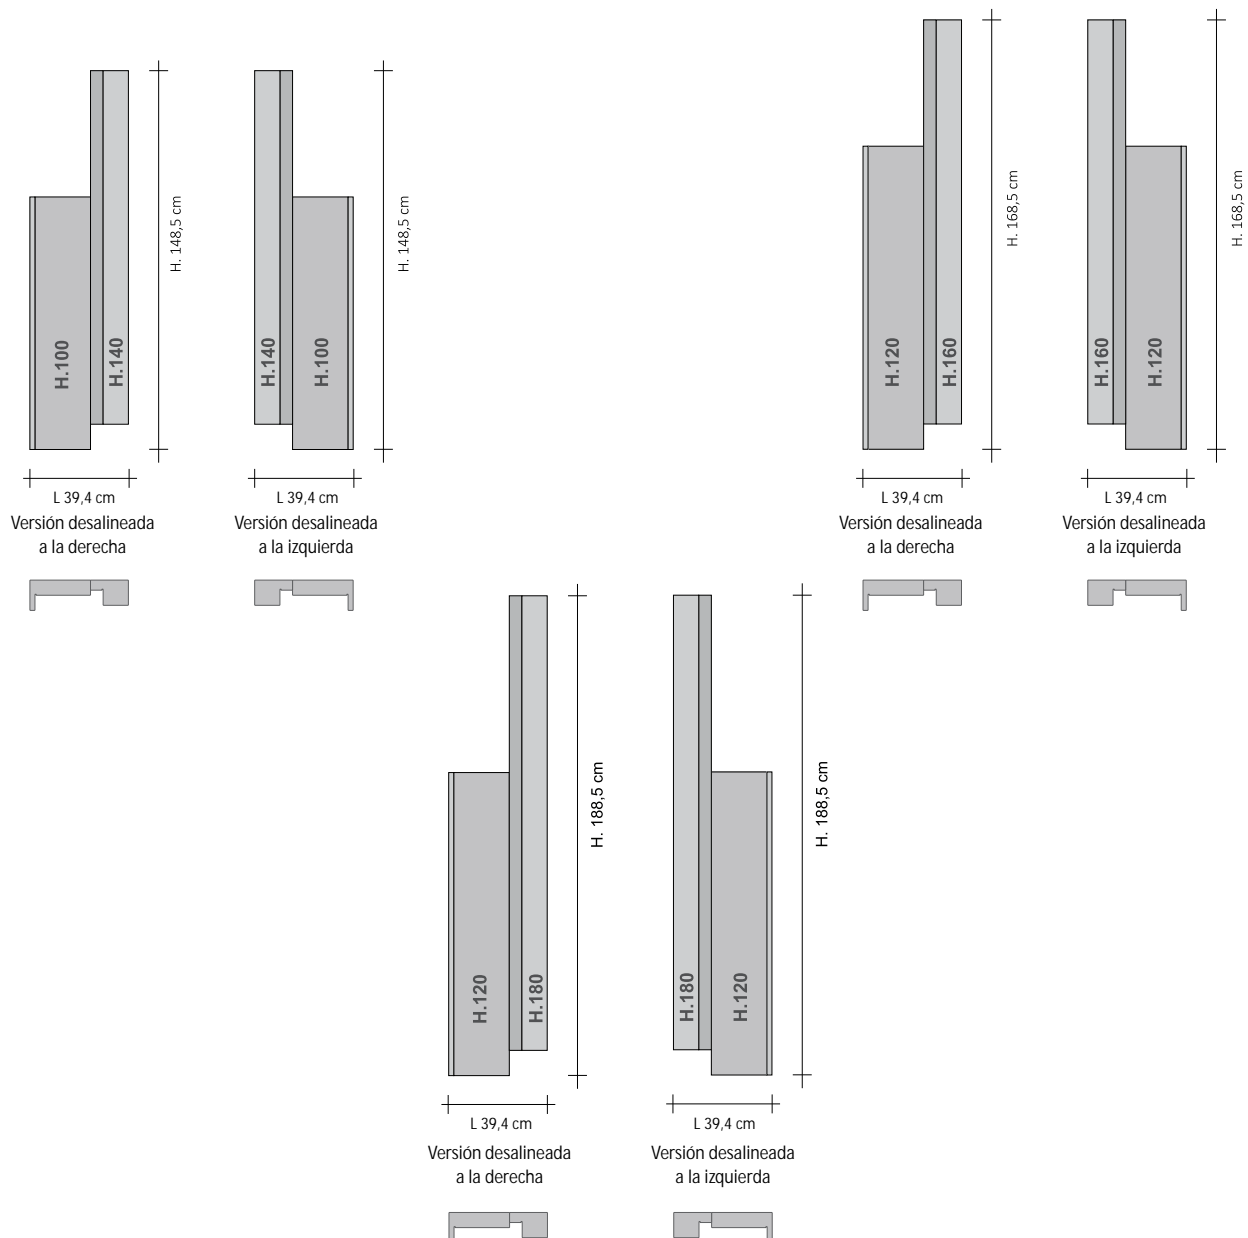 H.100
H.140
H. 148,5 cm
L 39,4 cm
Versión desalineada
a la derecha
H.140
H.100
H. 148,5 cm
L 39,4 cm
Versión desalineada
a la izquierda
H.120
H.160
H. 168,5 cm
L 39,4 cm
Versión desalineada
a la derecha
H.160
H.120
H. 168,5 cm
L 39,4 cm
Versión desalineada
a la izquierda
H.120
H.180
H. 188,5 cm
L 39,4 cm
Versión desalineada
a la derecha
H.180
H.120
H. 188,5 cm
L 39,4 cm
Versión desalineada
a la izquierda